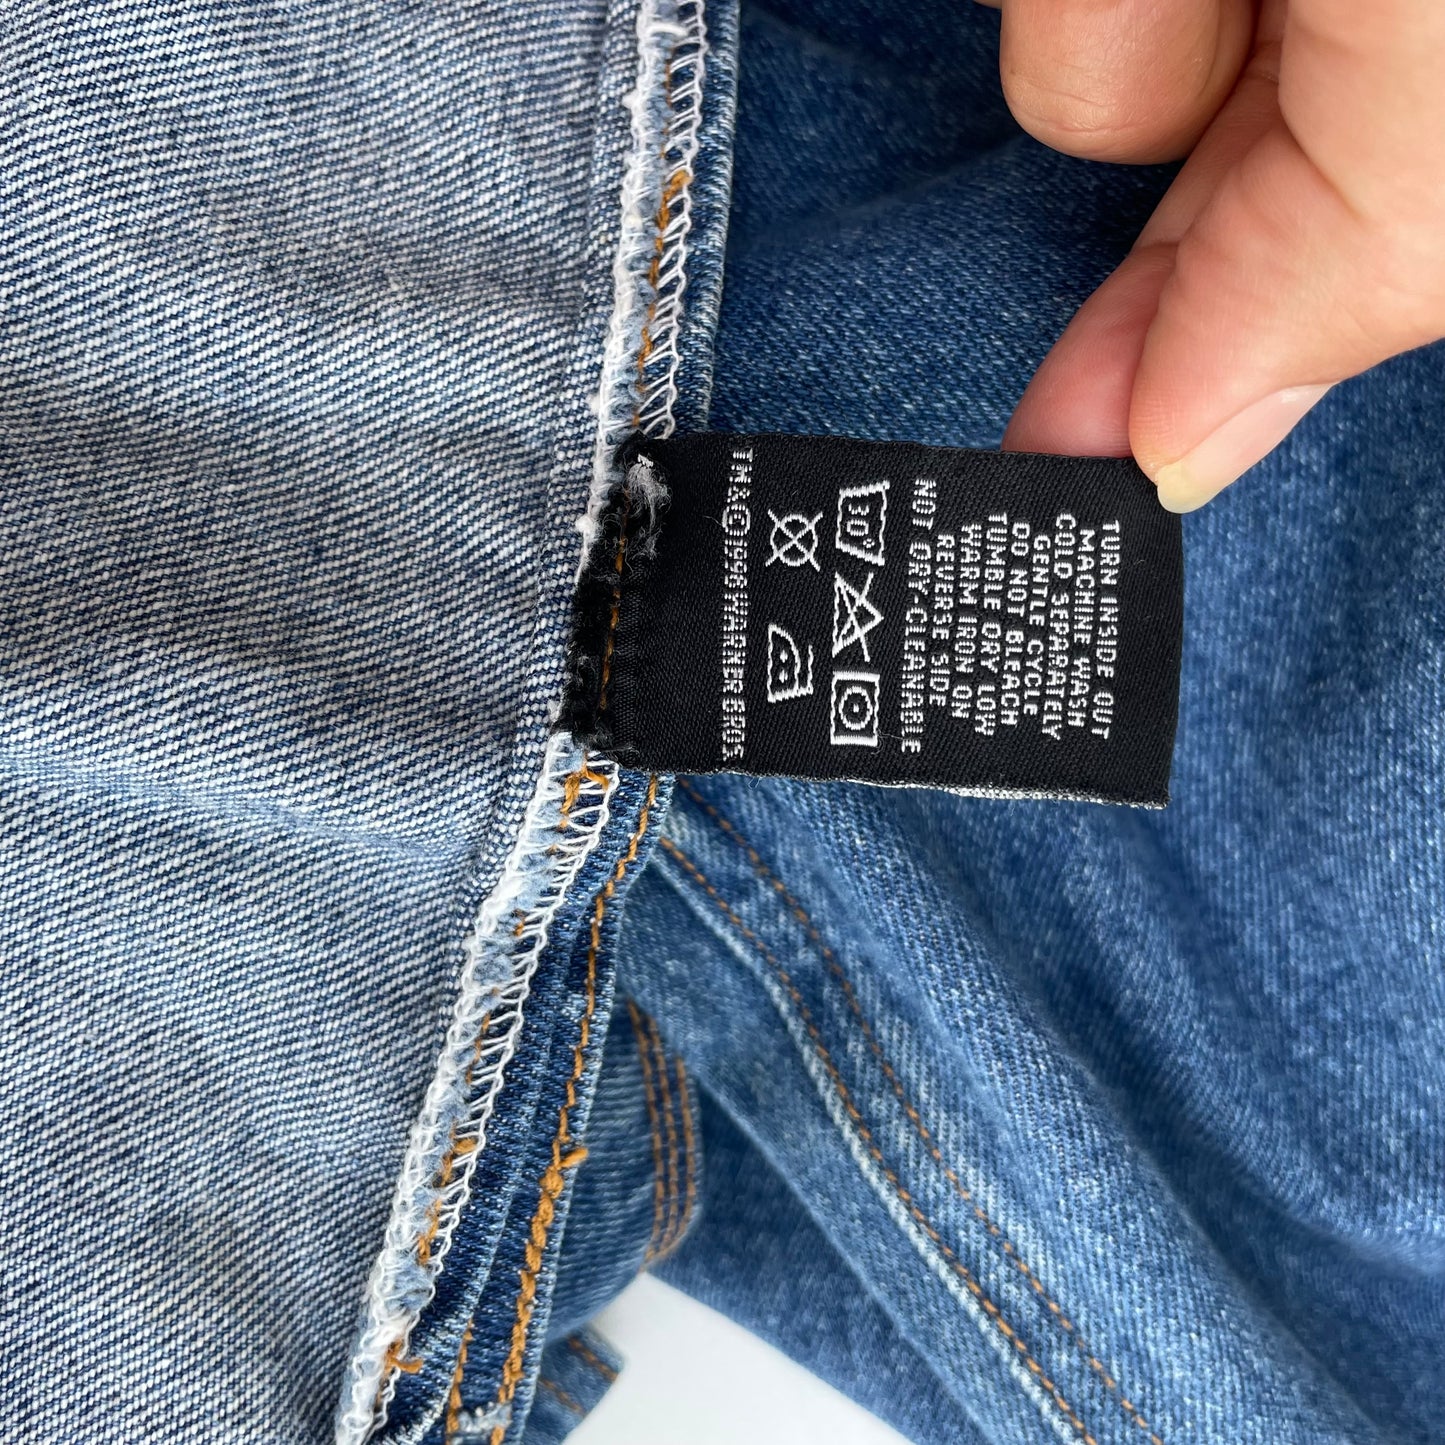 TURN INSIDE OUT
MACHINE WASH
COLD SEPARATELY
GENTLE CYCLE
DO NOT BLEACH
TUMBLE DRY LOW
WARM IRON ON
REVERSE SIDE
NOT DRY-CLEANABLE
30°
TM&©1996 WARNER BROS.